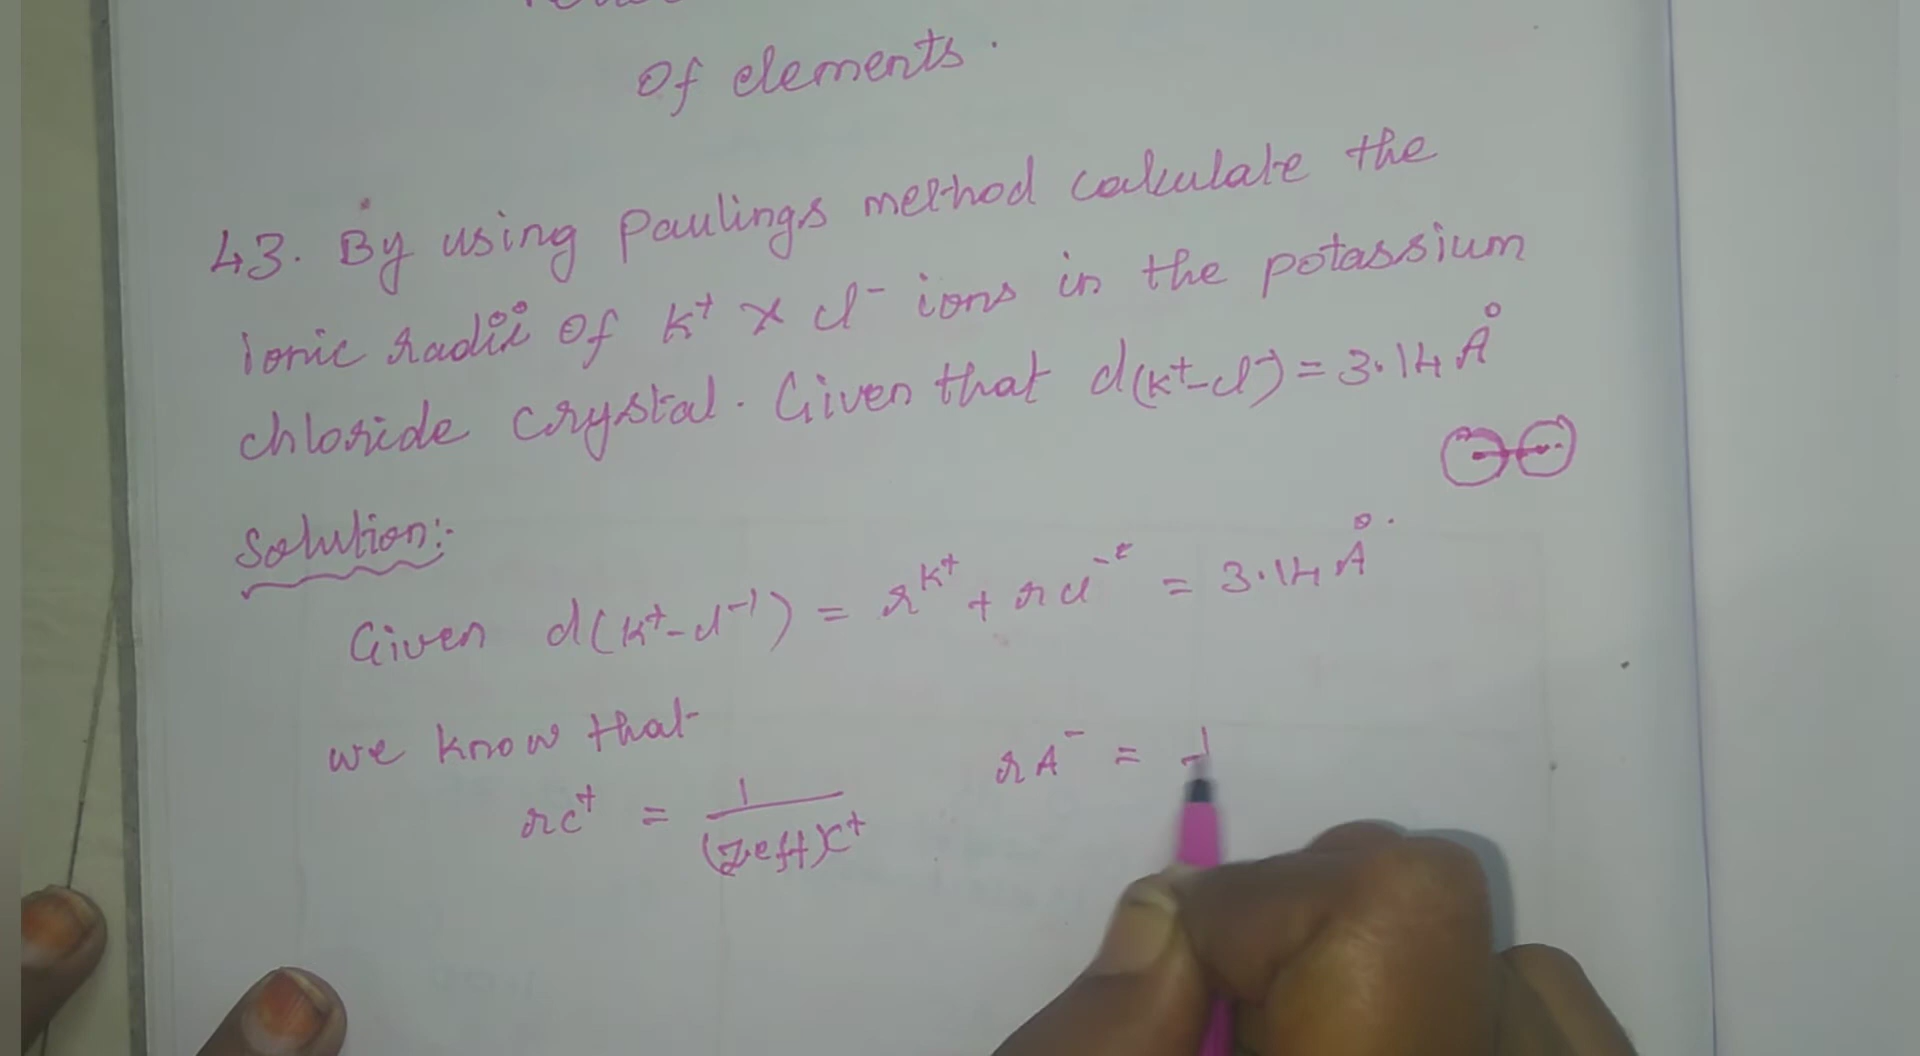 Of elements.
43. By using Paulings method calculate the
ionic radii of K⁺ & Cl⁻ ions in the potassium
chloride crystal. Given that d(K⁺-Cl⁻) = 3.14 Å
Solution:-
Given d(K⁺-Cl⁻¹) = rK⁺ + rCl⁻ = 3.14 Å.
we know that
rC⁺ = 1/(Zeff)C⁺ rA⁻ = 1